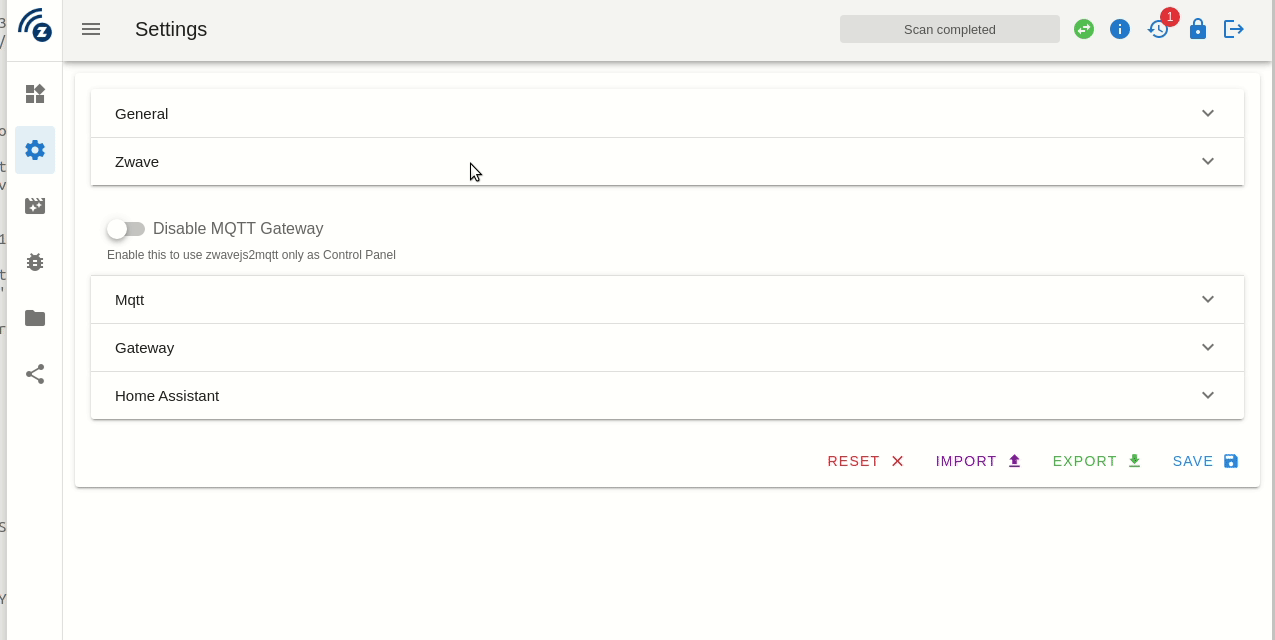 Settings
Scan completed
1
General
Zwave
Disable MQTT Gateway
Enable this to use zwavejs2mqtt only as Control Panel
Mqtt
Gateway
Home Assistant
RESET
IMPORT
EXPORT
SAVE